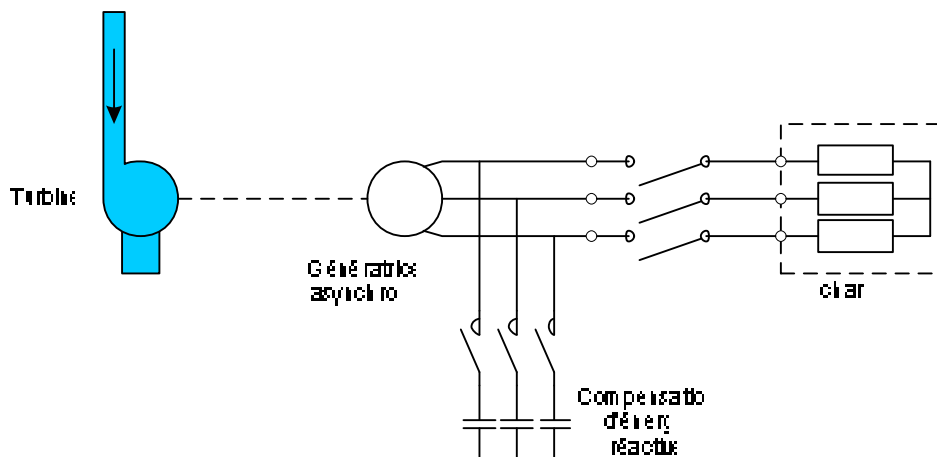 Turbine
Génératrice
asynchro
char
Compensatio
d'énerg
réactive